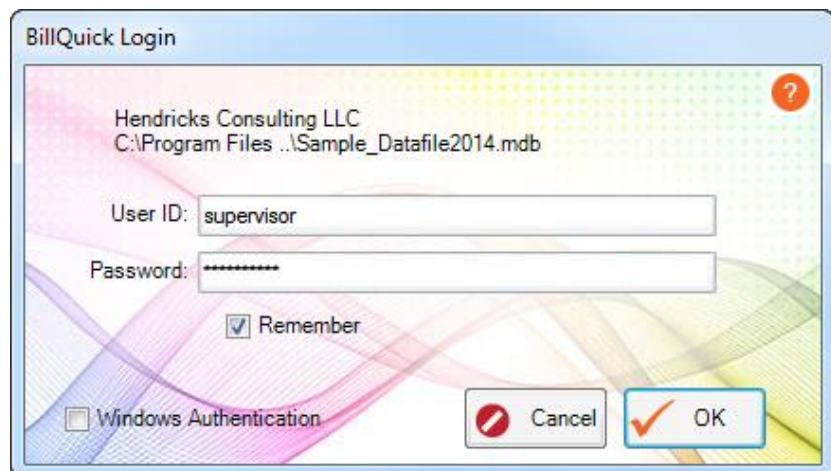 BillQuick Login
?
Hendricks Consulting LLC
C:\Program Files ..\Sample_Datafile2014.mdb
User ID: supervisor
Password: **********
Remember
Windows Authentication Cancel OK